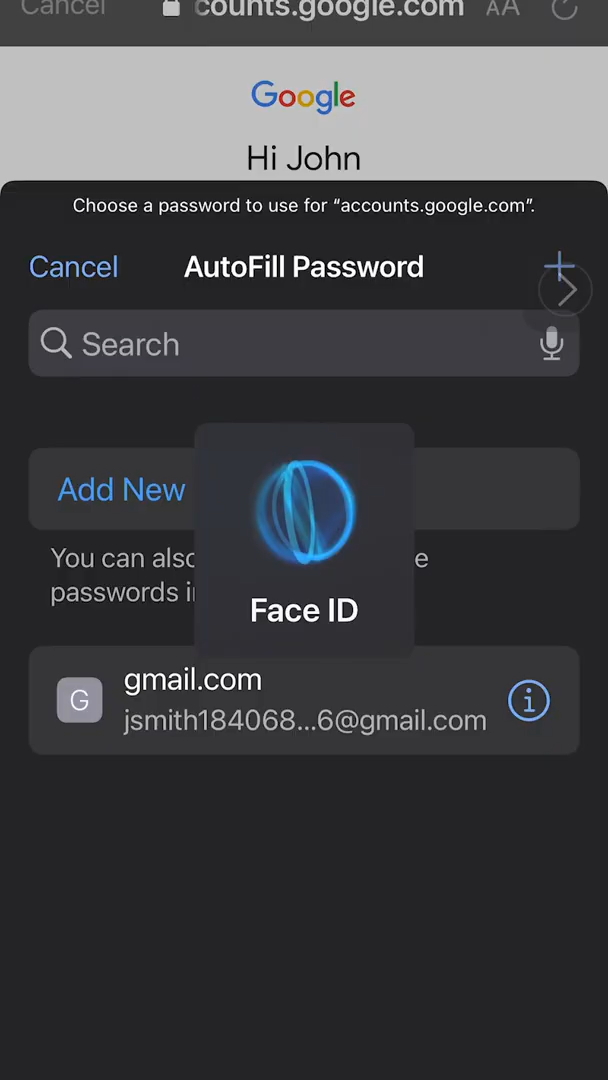 Cancel
counts.google.com
AA
Google
Hi John
Choose a password to use for “accounts.google.com”.
Cancel
AutoFill Password
Search
Add New
You can also
e
passwords i
Face ID
G
gmail.com
jsmith184068...6@gmail.com